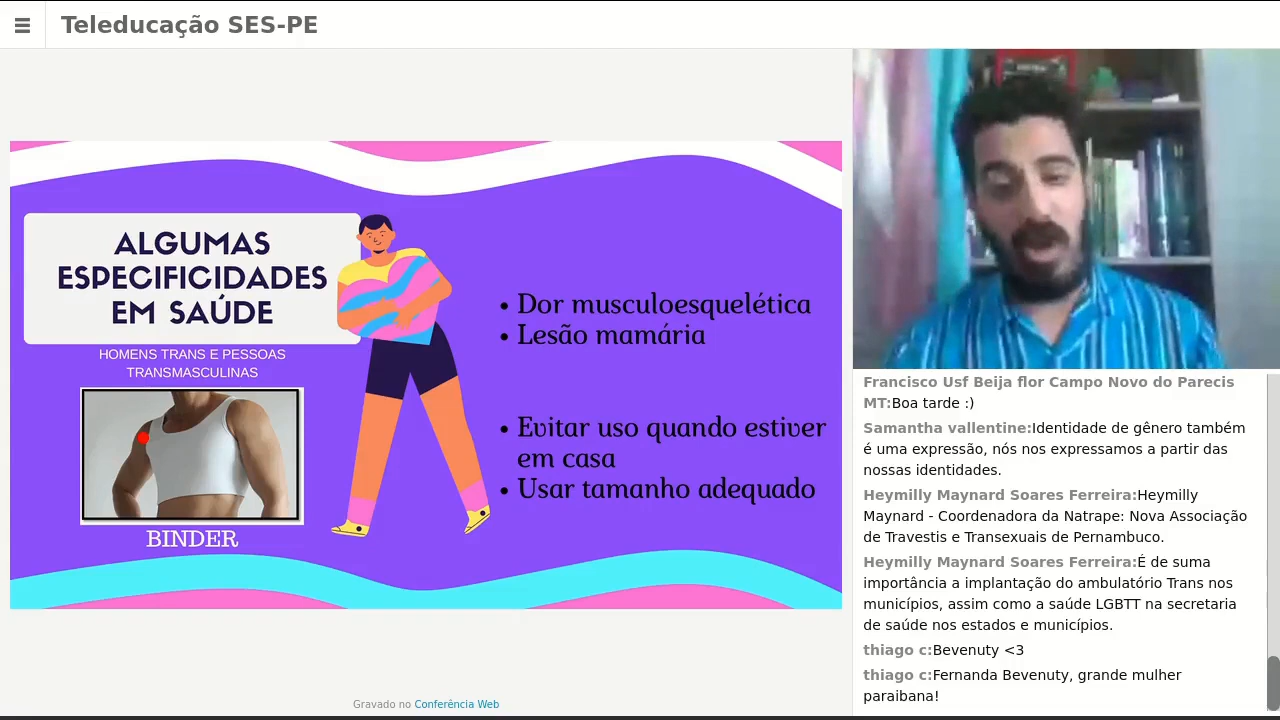 Teleducação SES-PE
ALGUMAS
ESPECIFICIDADES
EM SAÚDE
HOMENS TRANS E PESSOAS
TRANSMASCULINAS
BINDER
• Dor musculoesquelética
• Lesão mamária
• Evitar uso quando estiver
em casa
• Usar tamanho adequado
Gravado no Conferência Web
Francisco Usf Beija flor Campo Novo do Parecis
MT:Boa tarde :)
Samantha vallentine:Identidade de gênero também
é uma expressão, nós nos expressamos a partir das
nossas identidades.
Heymilly Maynard Soares Ferreira:Heymilly
Maynard - Coordenadora da Natrape: Nova Associação
de Travestis e Transexuais de Pernambuco.
Heymilly Maynard Soares Ferreira:É de suma
importância a implantação do ambulatório Trans nos
municípios, assim como a saúde LGBTT na secretaria
de saúde nos estados e municípios.
thiago c:Bevenuty <3
thiago c:Fernanda Bevenuty, grande mulher
paraibana!